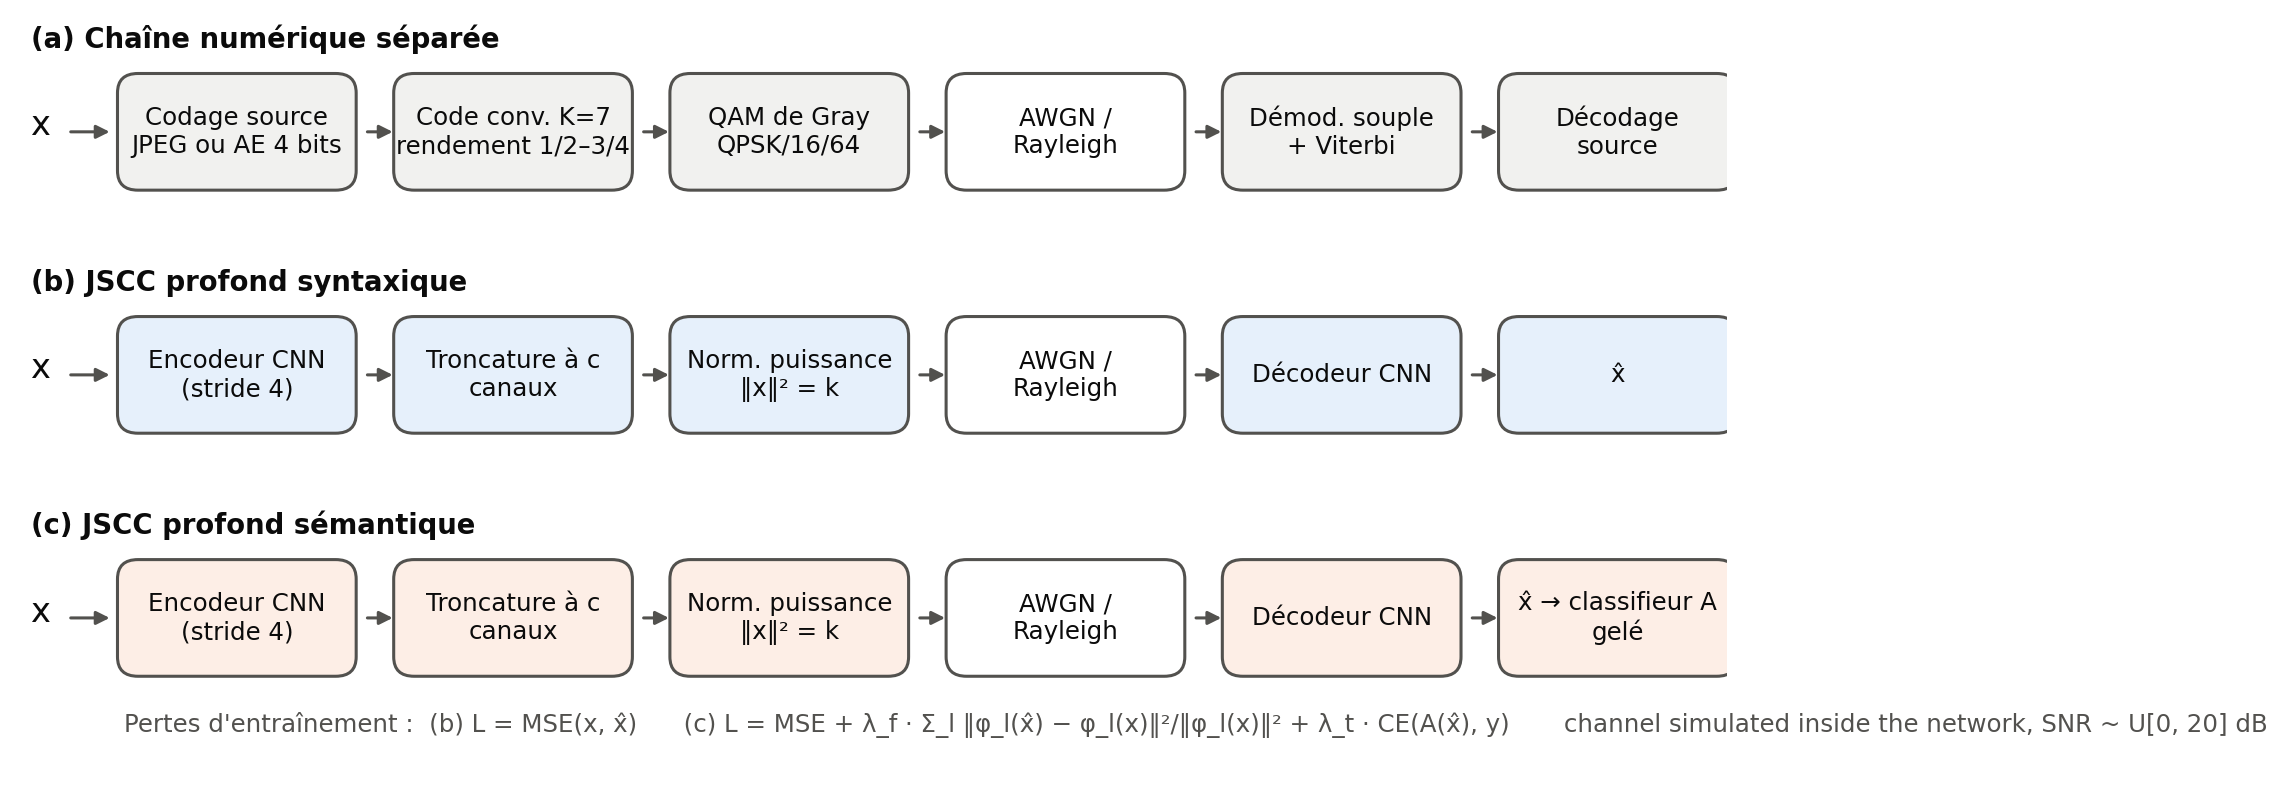 (a) Chaîne numérique séparée
x
Codage source
JPEG ou AE 4 bits
Code conv. K=7
rendement 1/2–3/4
QAM de Gray
QPSK/16/64
AWGN /
Rayleigh
Démod. souple
+ Viterbi
Décodage
source
(b) JSCC profond syntaxique
x
Encodeur CNN
(stride 4)
Troncature à c
canaux
Norm. puissance
‖x‖² = k
AWGN /
Rayleigh
Décodeur CNN
x̂
(c) JSCC profond sémantique
x
Encodeur CNN
(stride 4)
Troncature à c
canaux
Norm. puissance
‖x‖² = k
AWGN /
Rayleigh
Décodeur CNN
x̂ → classifieur A
gelé
Pertes d'entraînement :  (b) L = MSE(x, x̂)      (c) L = MSE + λ_f · Σ_l ‖φ_l(x̂) − φ_l(x)‖²/‖φ_l(x)‖² + λ_t · CE(A(x̂), y)      channel simulated inside the network, SNR ~ U[0, 20] dB